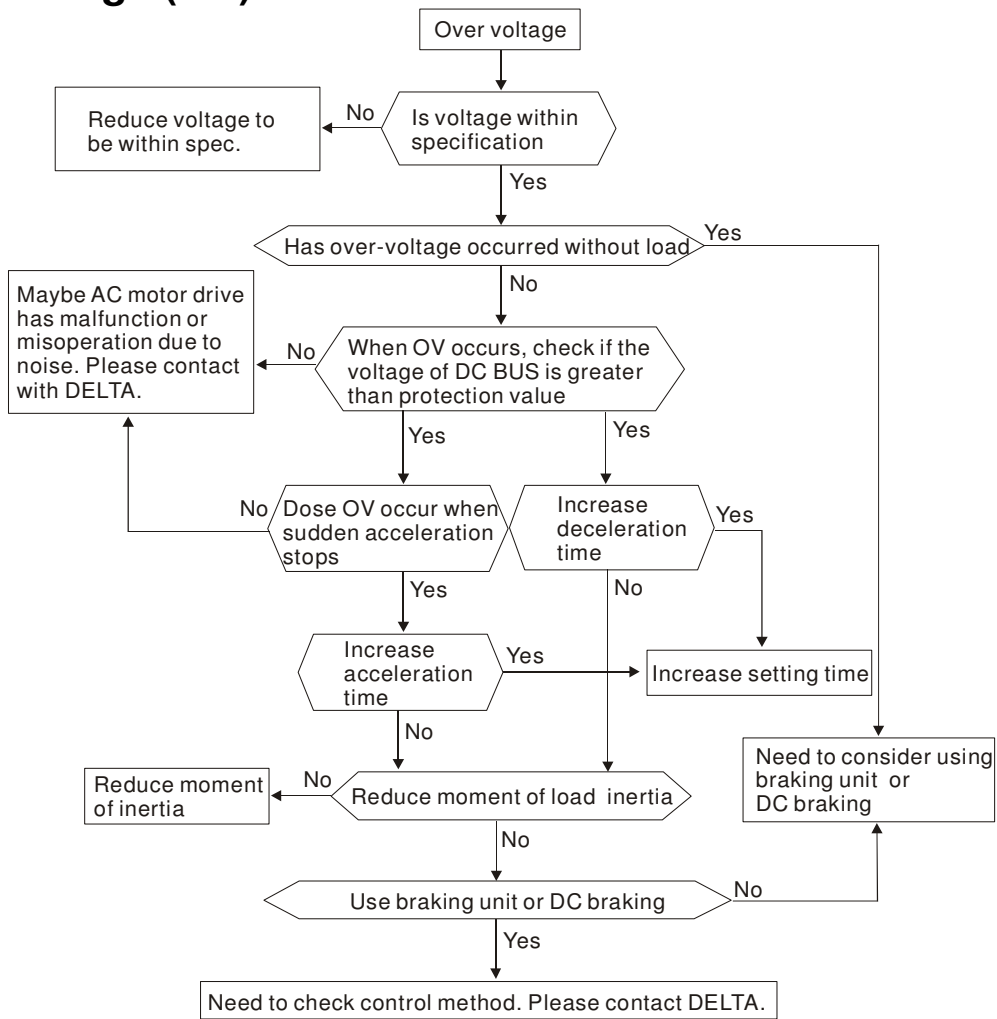 Over voltage
Reduce voltage to
be within spec.
No
Is voltage within
specification
Yes
Has over-voltage occurred without load
Yes
No
Maybe AC motor drive
has malfunction or
misoperation due to
noise. Please contact
with DELTA.
No
When OV occurs, check if the
voltage of DC BUS is greater
than protection value
Yes
Yes
No
Dose OV occur when
sudden acceleration
stops
Increase
deceleration
time
Yes
Yes
No
Increase
acceleration
time
Yes
Increase setting time
No
Need to consider using
braking unit or
DC braking
Reduce moment
of inertia
No
Reduce moment of load inertia
No
Use braking unit or DC braking
No
Yes
Need to check control method. Please contact DELTA.